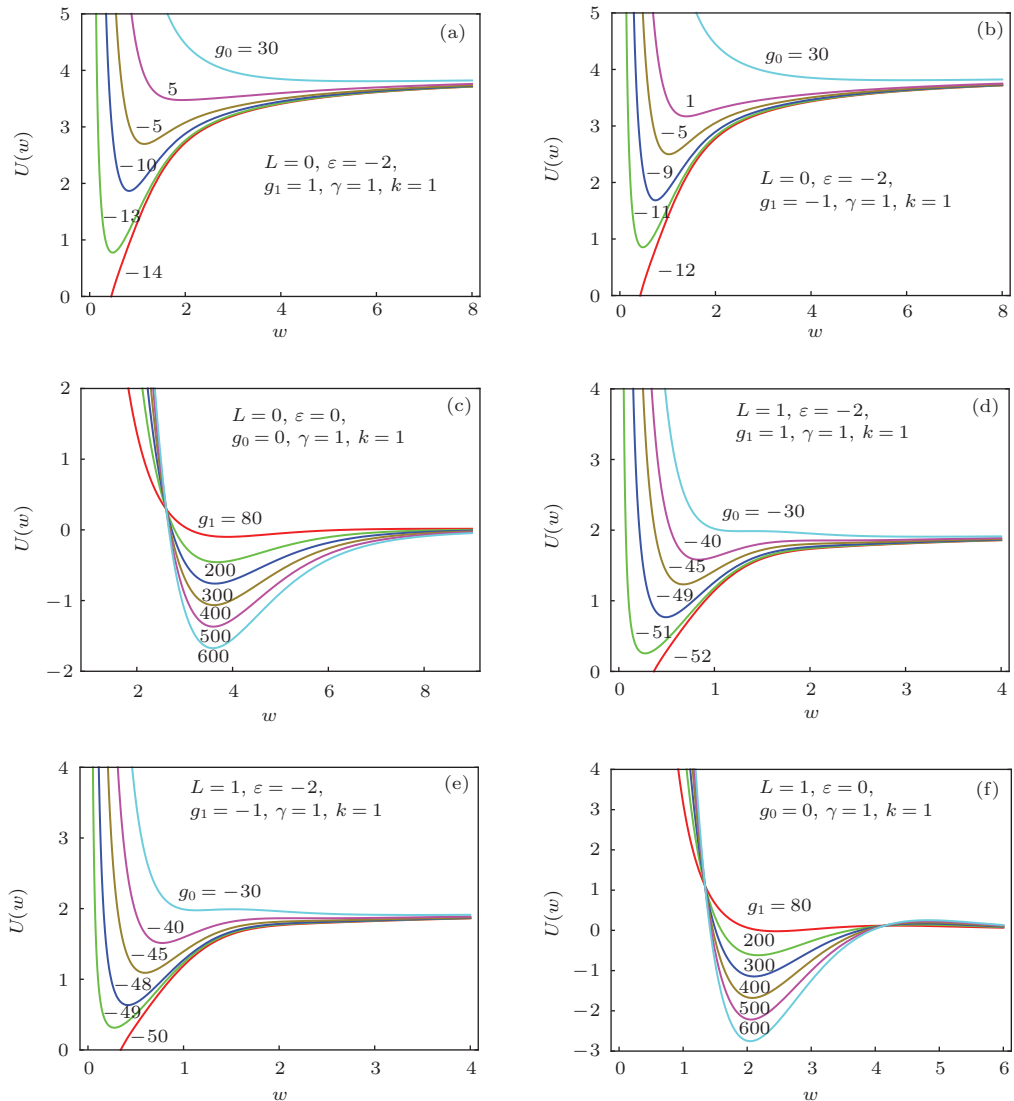 5
4
3
2
1
0
U(w)
(a)
g₀ = 30
5
−5
−10
−13
−14
L = 0, ε = −2,
g₁ = 1, γ = 1, k = 1
0 2 4 6 8
w
5
4
3
2
1
0
U(w)
(b)
g₀ = 30
1
−5
−9
−11
−12
L = 0, ε = −2,
g₁ = −1, γ = 1, k = 1
0 2 4 6 8
w
2
1
0
−1
−2
U(w)
(c)
L = 0, ε = 0,
g₀ = 0, γ = 1, k = 1
g₁ = 80
200
300
400
500
600
2 4 6 8
w
4
2
0
U(w)
(d)
L = 1, ε = −2,
g₁ = 1, γ = 1, k = 1
g₀ = −30
−40
−45
−49
−51
−52
0 1 2 3 4
w
4
3
2
1
0
U(w)
(e)
L = 1, ε = −2,
g₁ = −1, γ = 1, k = 1
g₀ = −30
−40
−45
−48
−49
−50
0 1 2 3 4
w
4
3
2
1
0
−1
−2
−3
U(w)
(f)
L = 1, ε = 0,
g₀ = 0, γ = 1, k = 1
g₁ = 80
200
300
400
500
600
0 1 2 3 4 5 6
w